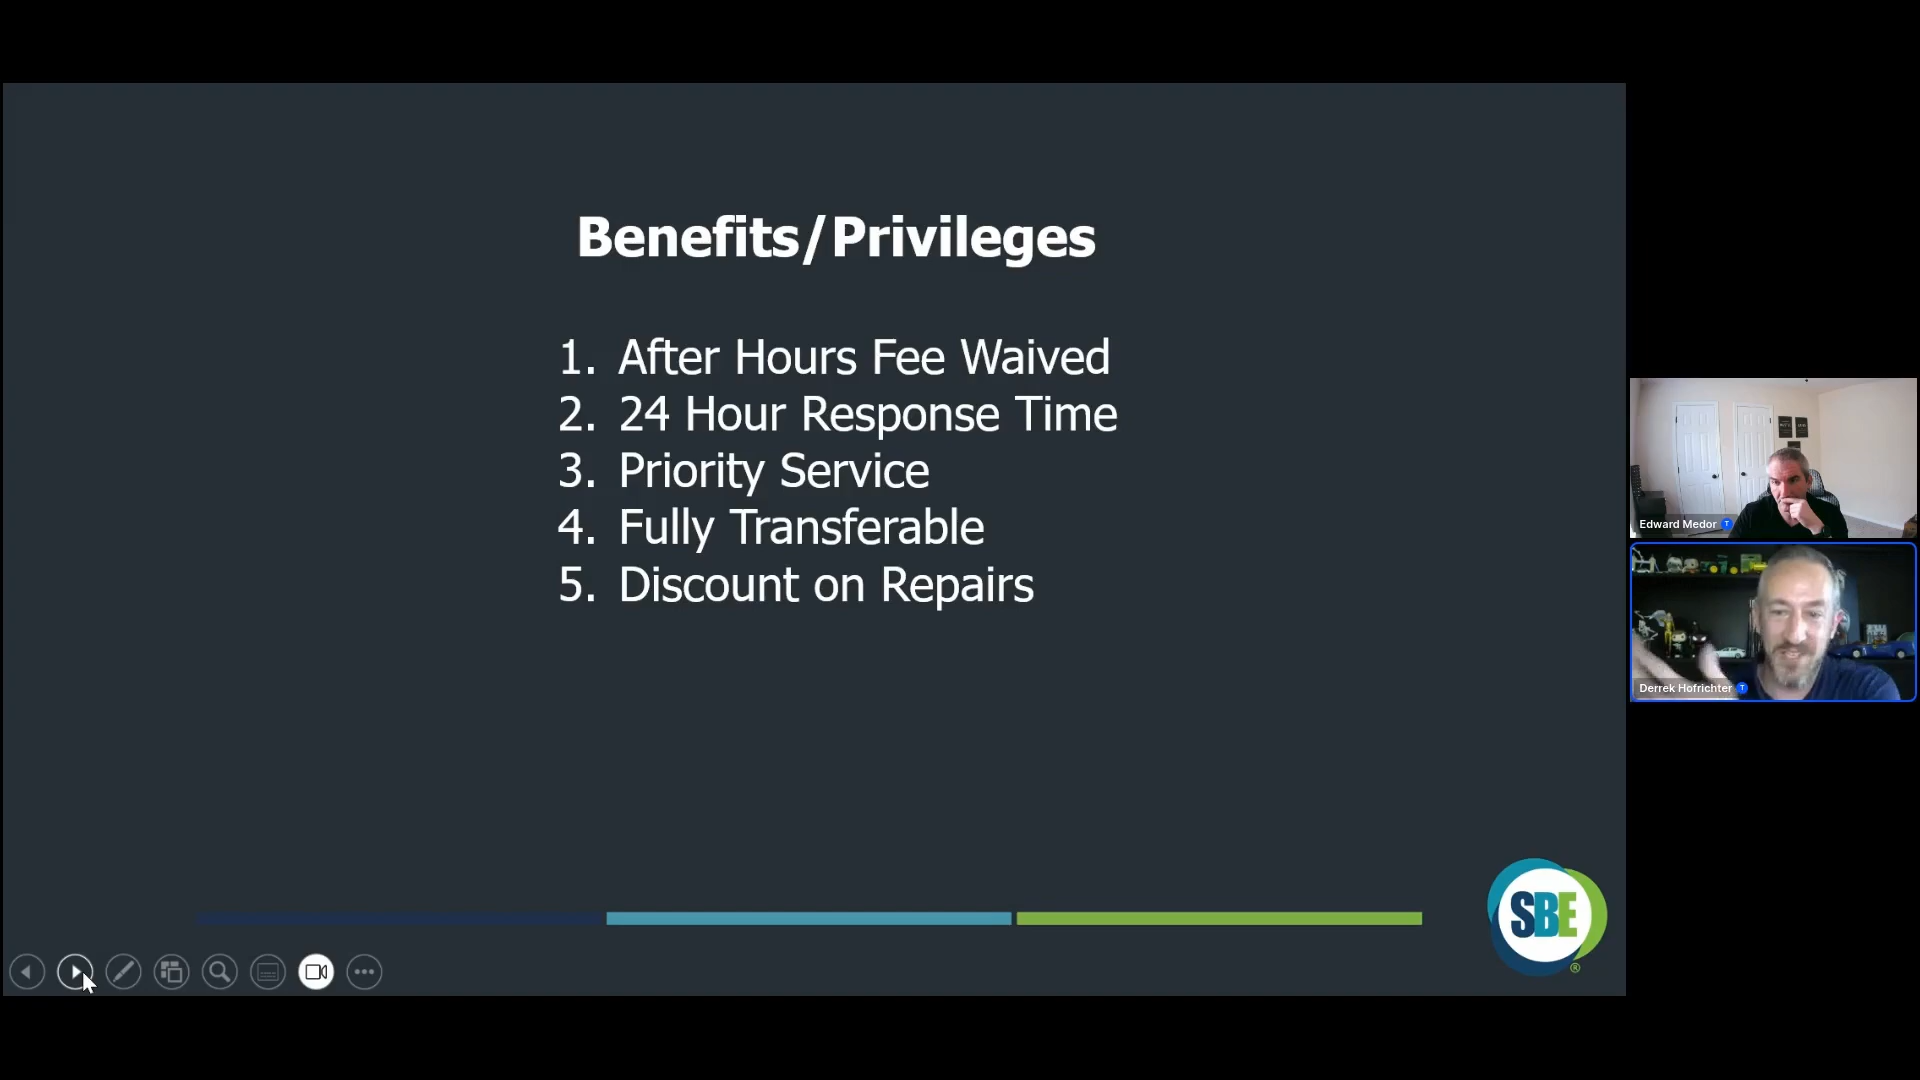 Benefits/Privileges
1. After Hours Fee Waived
2. 24 Hour Response Time
3. Priority Service
4. Fully Transferable
5. Discount on Repairs
SBE
®
Edward Medor T
Derrek Hofrichter T